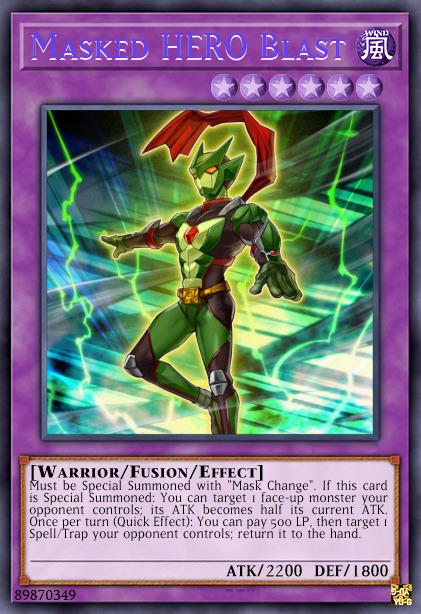 Masked HERO Blast
WIND
風
[Warrior/Fusion/Effect]
Must be Special Summoned with "Mask Change". If this card
is Special Summoned: You can target 1 face-up monster your
opponent controls; its ATK becomes half its current ATK.
Once per turn (Quick Effect): You can pay 500 LP, then target 1
Spell/Trap your opponent controls; return it to the hand.
ATK/2200 DEF/1800
89870349